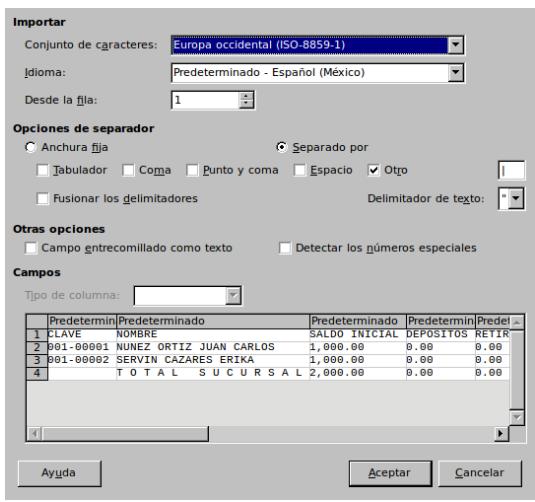 Importar
Conjunto de caracteres: Europa occidental (ISO-8859-1)
Idioma: Predeterminado - Español (México)
Desde la fila: 1
Opciones de separador
Anchura fija Separado por
Tabulador Coma Punto y coma Espacio Otro |
Fusionar los delimitadores Delimitador de texto: "
Otras opciones
Campo entrecomillado como texto Detectar los números especiales
Campos
Tipo de columna:
Predetermin Predeterminado Predeterminado Predetermin Predet
1 CLAVE NOMBRE SALDO INICIAL DEPOSITOS RETIR
2 001-00001 NUNEZ ORTIZ JUAN CARLOS 1,000.00 0.00 0.00
3 001-00002 SERVIN CAZARES ERIKA 1,000.00 0.00 0.00
4 T O T A L S U C U R S A L 2,000.00 0.00 0.00
Ayuda Aceptar Cancelar